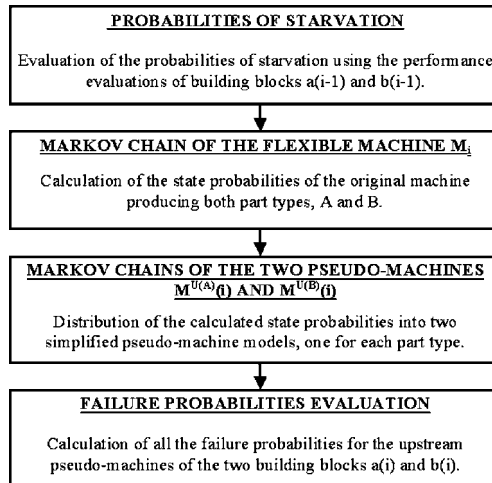 PROBABILITIES OF STARVATION
Evaluation of the probabilities of starvation using the performance
evaluations of building blocks a(i-1) and b(i-1).
MARKOV CHAIN OF THE FLEXIBLE MACHINE Mi
Calculation of the state probabilities of the original machine
producing both part types, A and B.
MARKOV CHAINS OF THE TWO PSEUDO-MACHINES
M^U(A)(i) AND M^U(B)(i)
Distribution of the calculated state probabilities into two
simplified pseudo-machine models, one for each part type.
FAILURE PROBABILITIES EVALUATION
Calculation of all the failure probabilities for the upstream
pseudo-machines of the two building blocks a(i) and b(i).